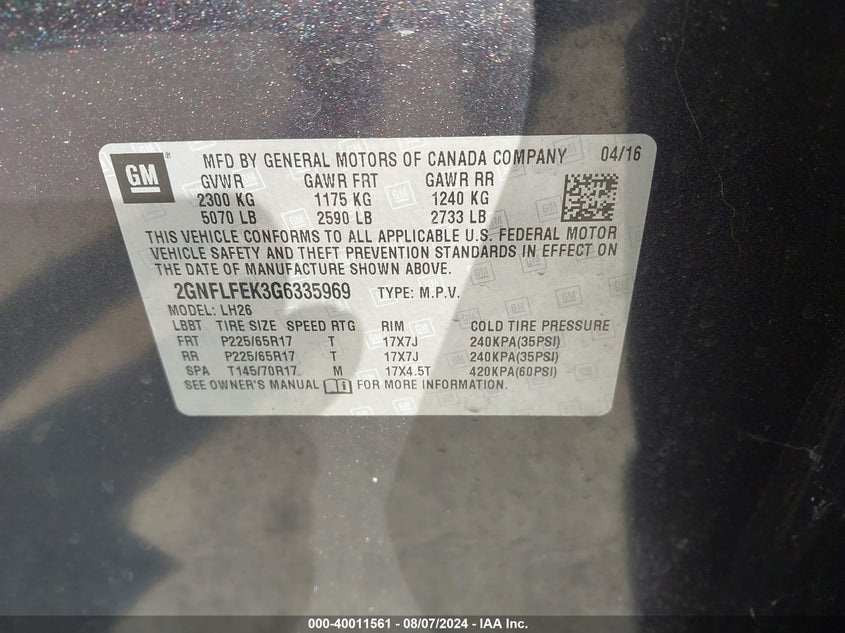 GM ® MFD BY GENERAL MOTORS OF CANADA COMPANY 04/16
GVWR GAWR FRT GAWR RR
2300 KG 1175 KG 1240 KG
5070 LB 2590 LB 2733 LB
THIS VEHICLE CONFORMS TO ALL APPLICABLE U.S. FEDERAL MOTOR
VEHICLE SAFETY AND THEFT PREVENTION STANDARDS IN EFFECT ON
THE DATE OF MANUFACTURE SHOWN ABOVE.
2GNFLFEK3G6335969 TYPE: M.P.V.
MODEL: LH26
LBBT TIRE SIZE SPEED RTG RIM COLD TIRE PRESSURE
FRT P225/65R17 T 17X7J 240KPA(35PSI)
RR P225/65R17 T 17X7J 240KPA(35PSI)
SPA T145/70R17 M 17X4.5T 420KPA(60PSI)
SEE OWNER'S MANUAL FOR MORE INFORMATION.
000-40011561 - 08/07/2024 - IAA Inc.